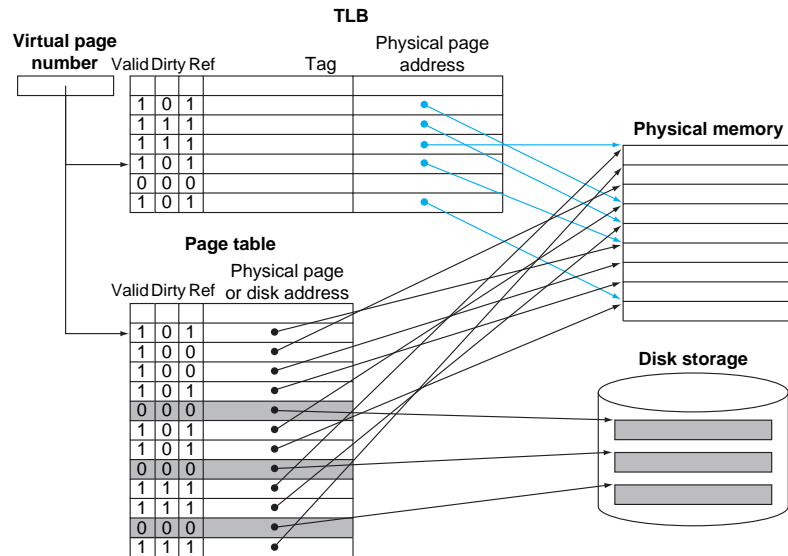 TLB
Virtual page
number
Valid Dirty Ref
Tag
Physical page
address
1 0 1
1 1 1
1 1 1
1 0 1
0 0 0
1 0 1
Physical memory
Page table
Physical page
or disk address
Valid Dirty Ref
1 0 1
1 0 0
1 0 0
1 0 1
0 0 0
1 0 1
1 0 1
0 0 0
1 1 1
1 1 1
0 0 0
1 1 1
Disk storage